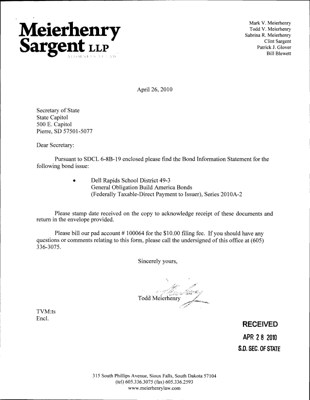 Meierhenry
Sargent LLP
Mark V. Meierhenry
Todd V. Meierhenry
Sabrina R. Meierhenry
Clint Sargent
Patrick J. Glover
Bill Blewett
April 26, 2010
Secretary of State
State Capitol
500 E. Capitol
Pierre, SD 57501-5077
Dear Secretary:
Pursuant to SDCL 6-8B-19 enclosed please find the Bond Information Statement for the
following bond issue:
• Dell Rapids School District 49-3
General Obligation Build America Bonds
(Federally Taxable-Direct Payment to Issuer), Series 2010A-2
Please stamp date received on the copy to acknowledge receipt of these documents and
return in the envelope provided.
Please bill our pad account # 100064 for the $10.00 filing fee. If you should have any
questions or comments relating to this form, please call the undersigned of this office at (605)
336-3075.
Sincerely yours,
Todd Meierhenry
TVM:ts
Encl.
RECEIVED
APR 28 2010
S.D. SEC. OF STATE
315 South Phillips Avenue, Sioux Falls, South Dakota 57104
(tel) 605.336.3075 (fax) 605.336.2593
www.meierhenrylaw.com